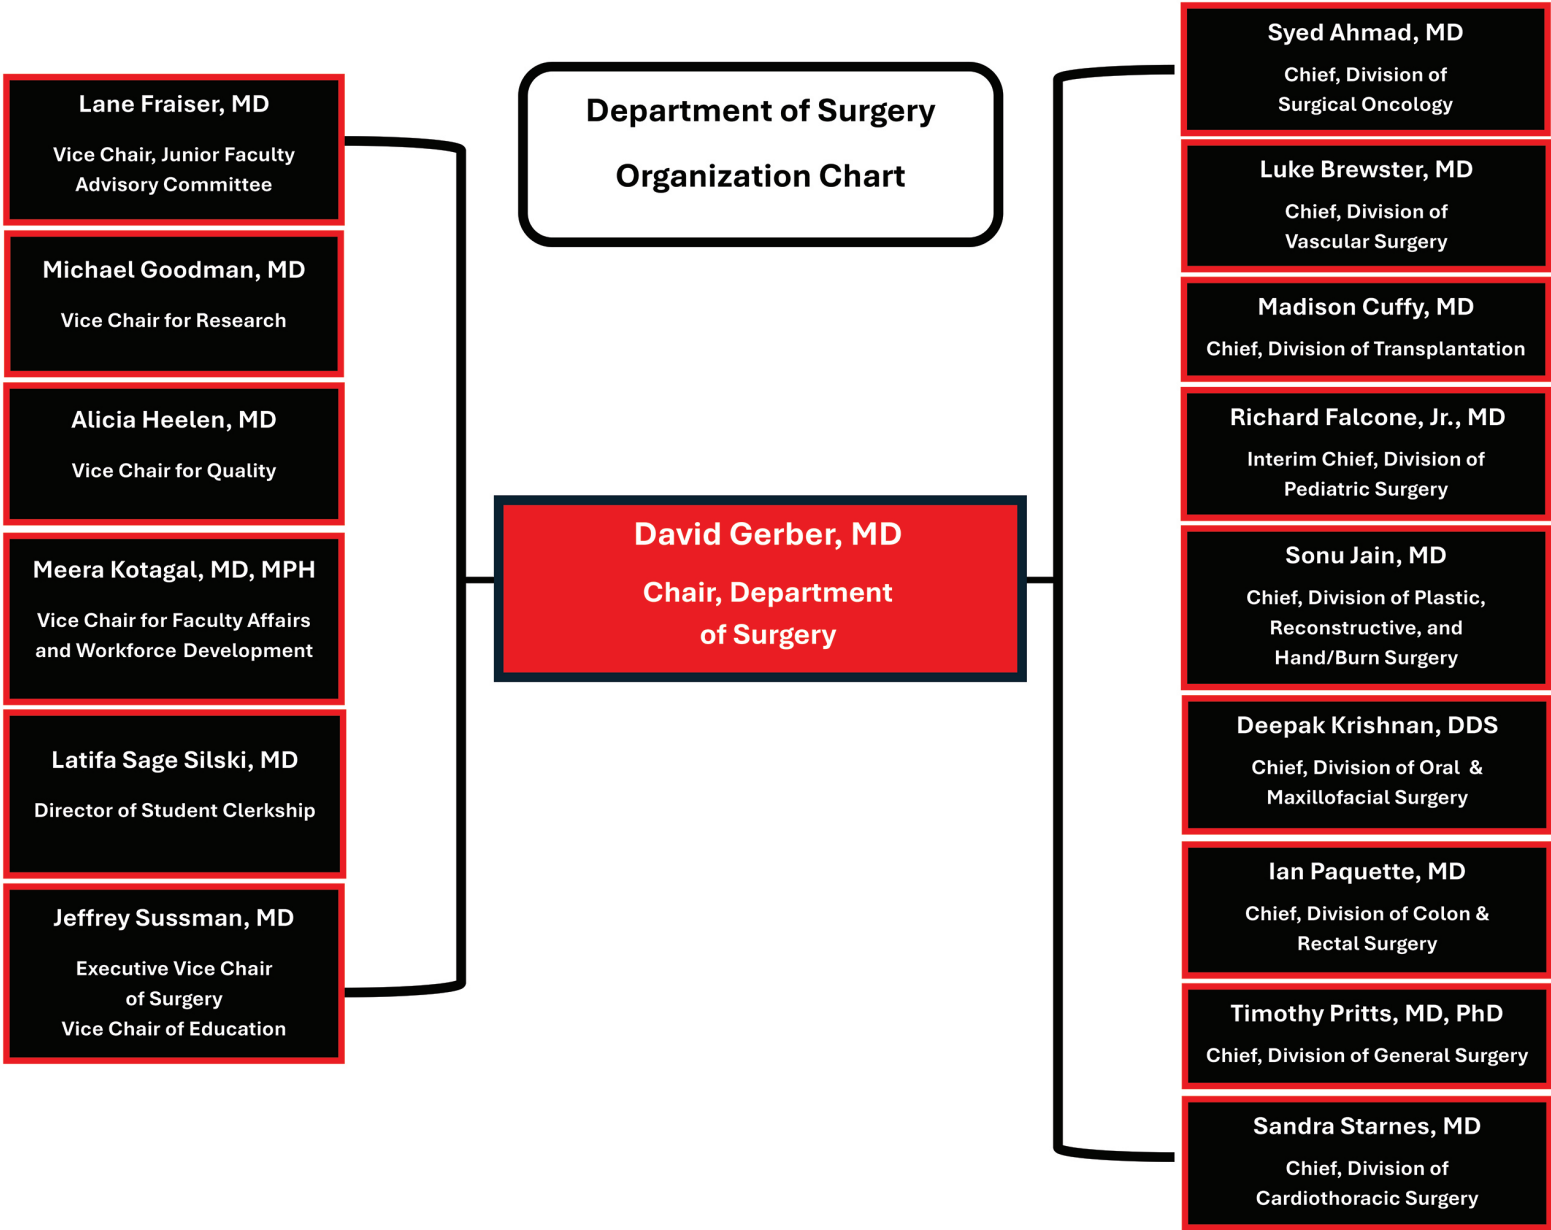 Department of Surgery
Organization Chart
Lane Fraiser, MD
Vice Chair, Junior Faculty
Advisory Committee
Michael Goodman, MD
Vice Chair for Research
Alicia Heelen, MD
Vice Chair for Quality
Meera Kotagal, MD, MPH
Vice Chair for Faculty Affairs
and Workforce Development
Latifa Sage Silski, MD
Director of Student Clerkship
Jeffrey Sussman, MD
Executive Vice Chair
of Surgery
Vice Chair of Education
David Gerber, MD
Chair, Department
of Surgery
Syed Ahmad, MD
Chief, Division of
Surgical Oncology
Luke Brewster, MD
Chief, Division of
Vascular Surgery
Madison Cuffy, MD
Chief, Division of Transplantation
Richard Falcone, Jr., MD
Interim Chief, Division of
Pediatric Surgery
Sonu Jain, MD
Chief, Division of Plastic,
Reconstructive, and
Hand/Burn Surgery
Deepak Krishnan, DDS
Chief, Division of Oral &
Maxillofacial Surgery
Ian Paquette, MD
Chief, Division of Colon &
Rectal Surgery
Timothy Pritts, MD, PhD
Chief, Division of General Surgery
Sandra Starnes, MD
Chief, Division of
Cardiothoracic Surgery